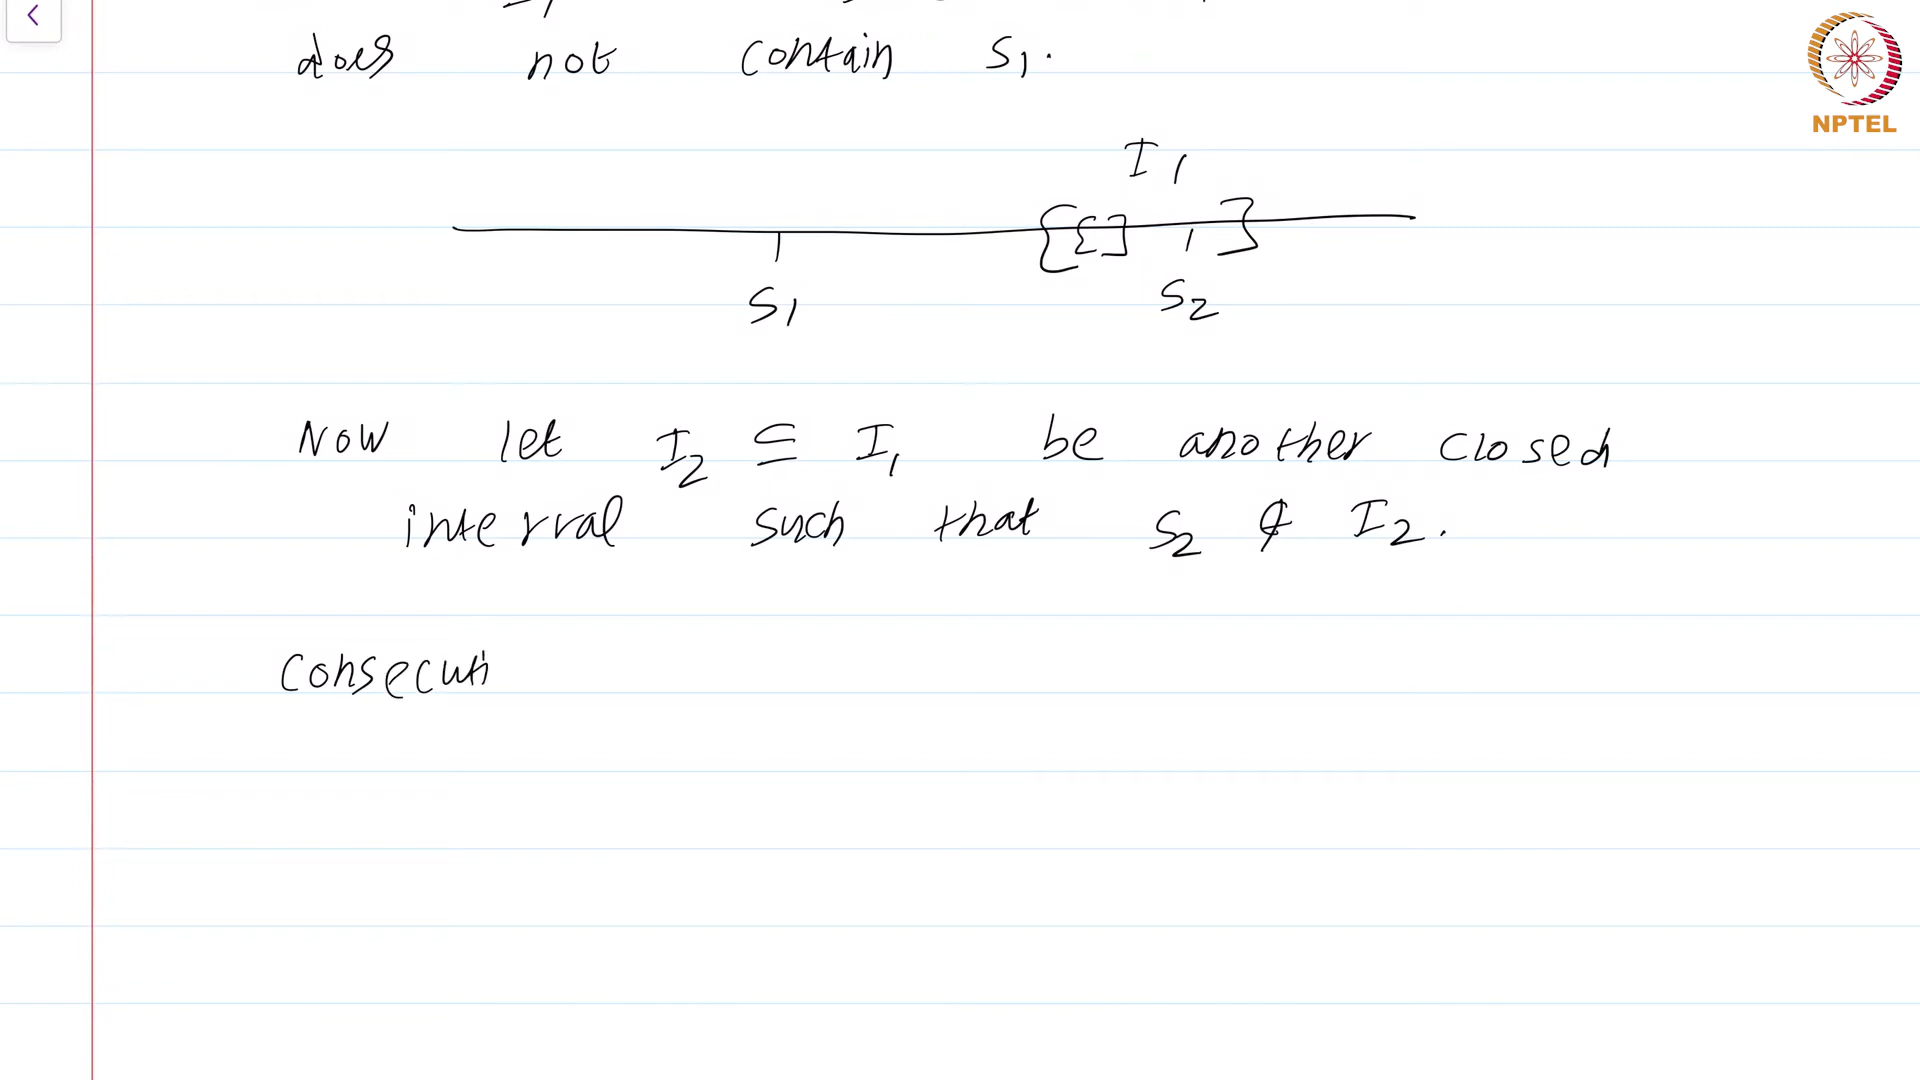 does not contain S₁.
NPTEL
I₁
S₁ S₂
Now let I₂ ⊆ I₁ be another closed
interval such that S₂ ∉ I₂.
Consecuti